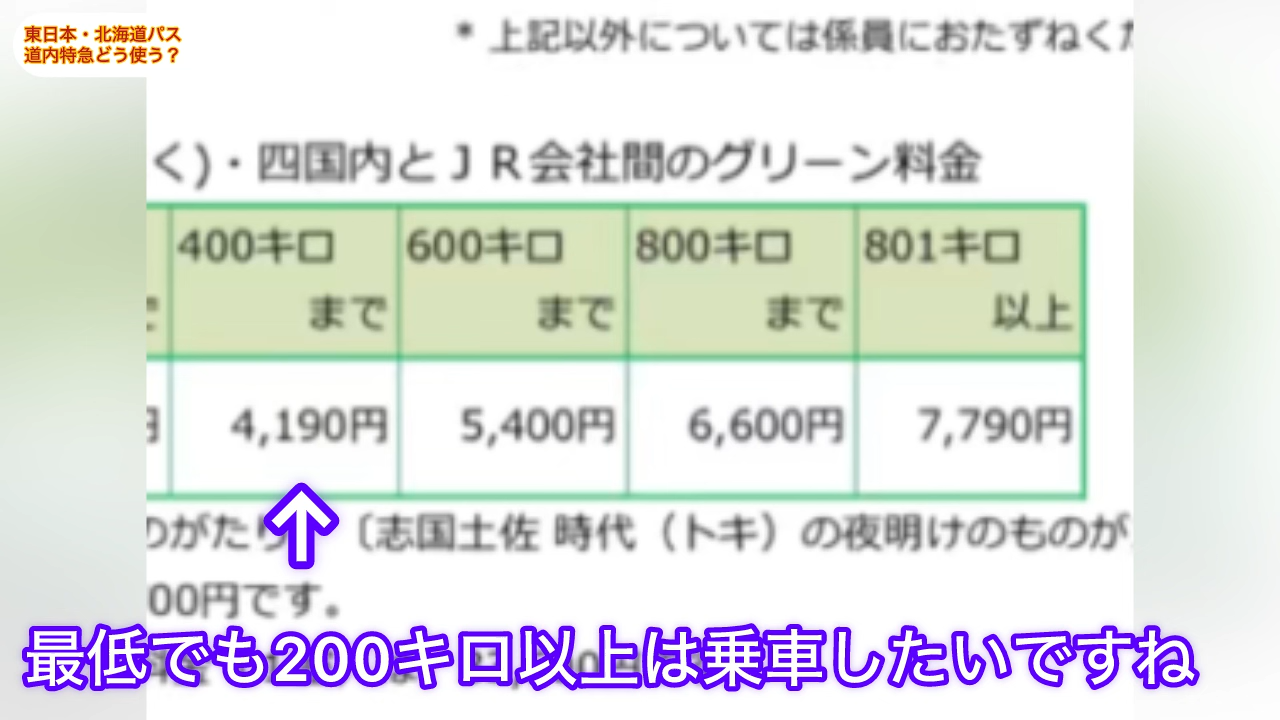 東日本・北海道パス
道内特急どう使う？
* 上記以外については係員におたずねくだ
く)・四国内とＪＲ会社間のグリーン料金
400キロ 600キロ 800キロ 801キロ
まで まで まで 以上
4,190円 5,400円 6,600円 7,790円
のがたり 〔志国土佐 時代（トキ）の夜明けのものが
00円です。
最低でも200キロ以上は乗車したいですね